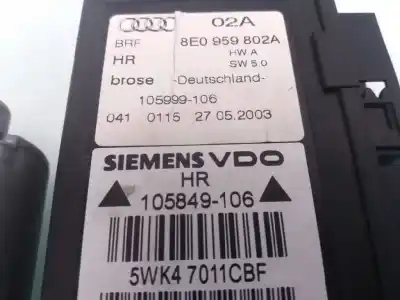 02A
BRF 8E0 959 802A
HR HW.A
SW 5.0
brose -Deutschland-
105999-106
041 0115 27 05.2003
SIEMENS VDO
HR
105849-106
5WK4 7011CBF